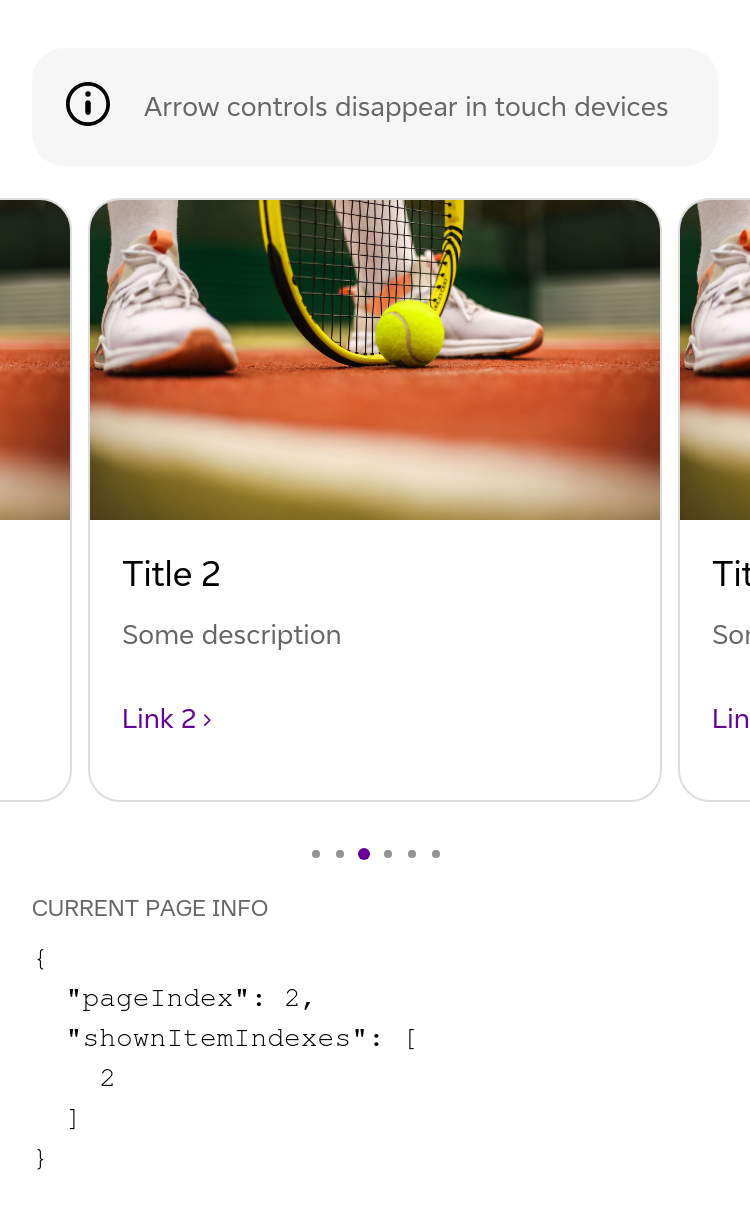 Arrow controls disappear in touch devices
Title 2
Some description
Link 2 ›
Tit
Sor
Lin
CURRENT PAGE INFO
{
  "pageIndex": 2,
  "shownItemIndexes": [
    2
  ]
}